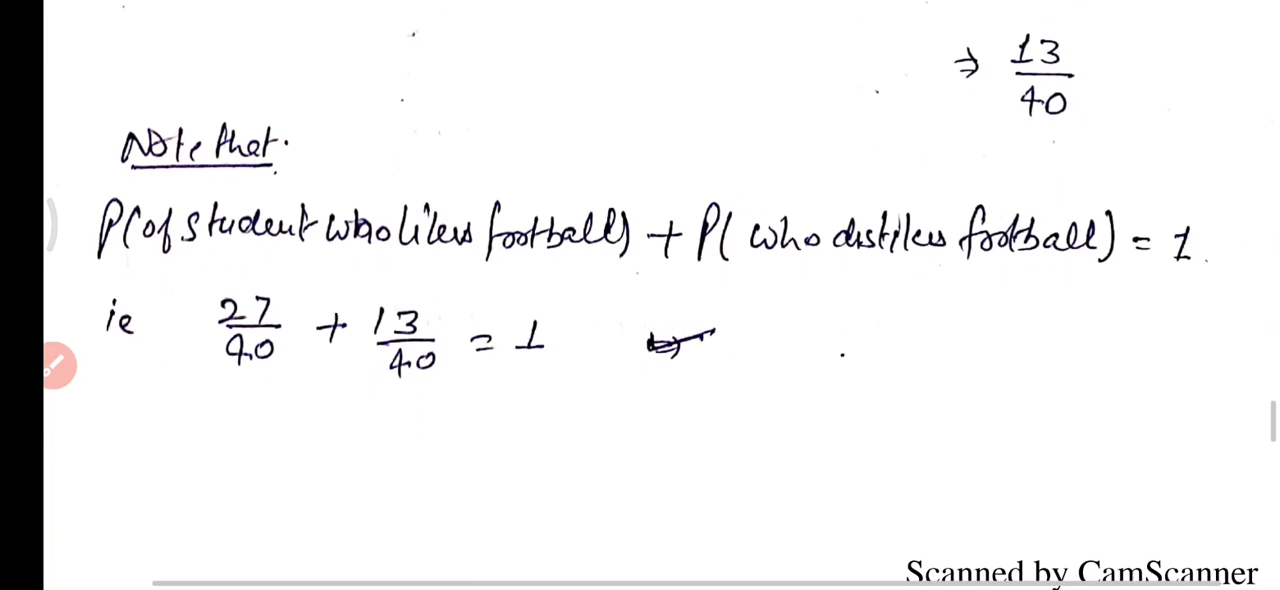 ⇒ 13/40
Note that.
P(of student who likes football) + P( who dislikes football) = 1.
ie 27/40 + 13/40 = 1
Scanned by CamScanner